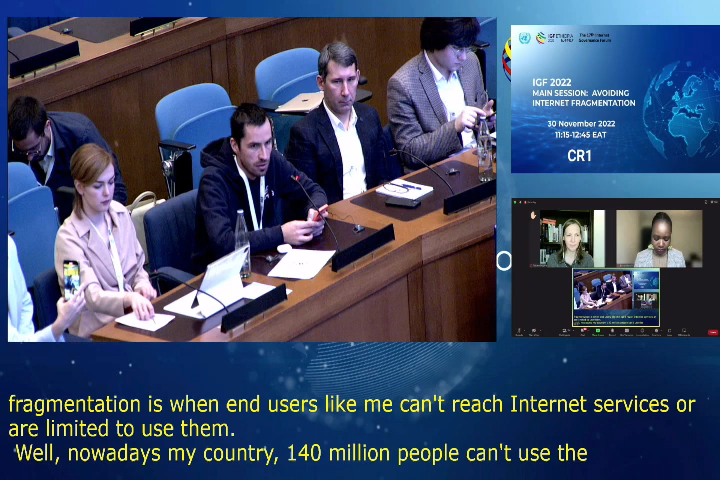 IGF 2022
MAIN SESSION: AVOIDING
INTERNET FRAGMENTATION
30 November 2022
11:15-12:45 EAT
CR1
fragmentation is when end users like me can't reach Internet services or
are limited to use them.
Well, nowadays my country, 140 million people can't use the